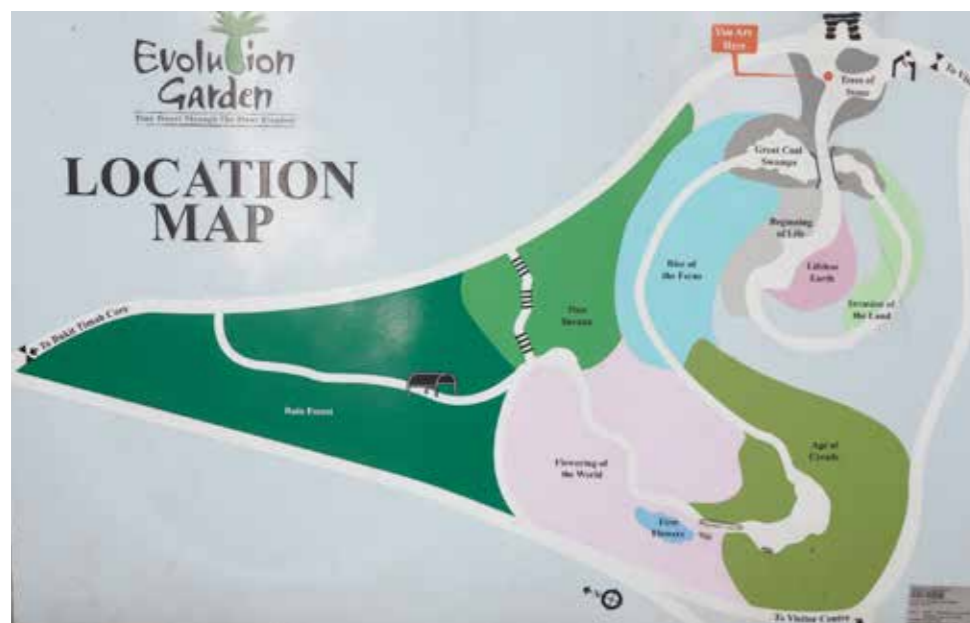 Evolution
Garden
LOCATION
MAP
You Are
Here
Trees of
Stone
Great Coal
Swamps
Beginning
of Life
Lifeless
Earth
Rise of
the Ferns
Invasion of
the Land
To Bukit Timah Core
Rain Forest
Flowering of
the World
Age of
Cycads
First
Flowers
To Visitor Centre